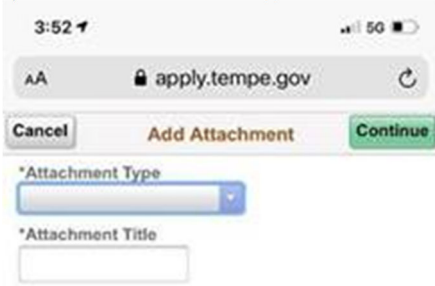 3:52
5G
AA
apply.tempe.gov
Cancel
Add Attachment
Continue
*Attachment Type
*Attachment Title